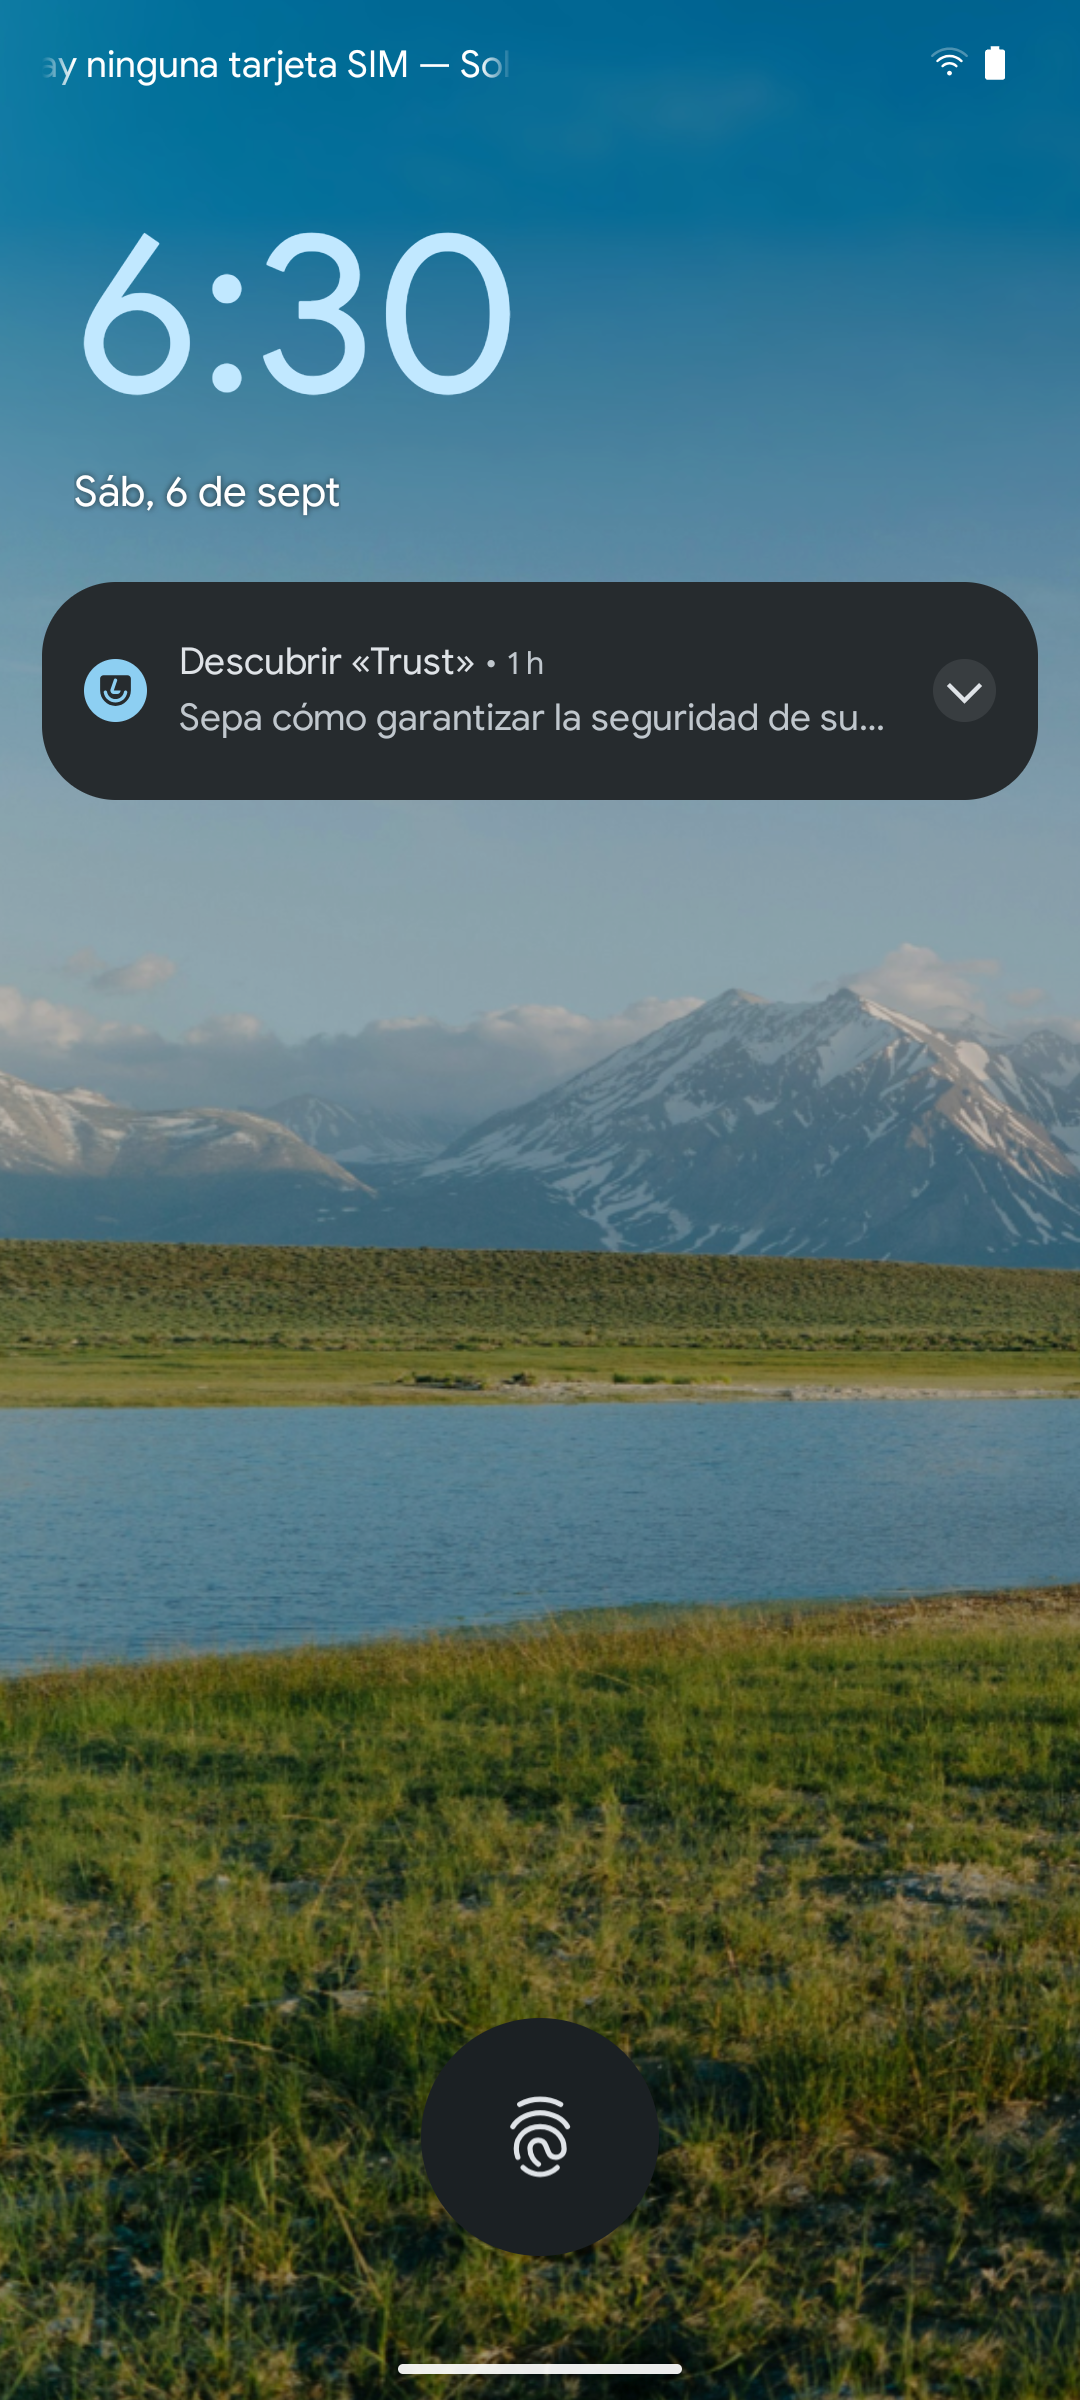 ay ninguna tarjeta SIM — Sol
6:30
Sáb, 6 de sept
Descubrir «Trust» • 1 h
Sepa cómo garantizar la seguridad de su...